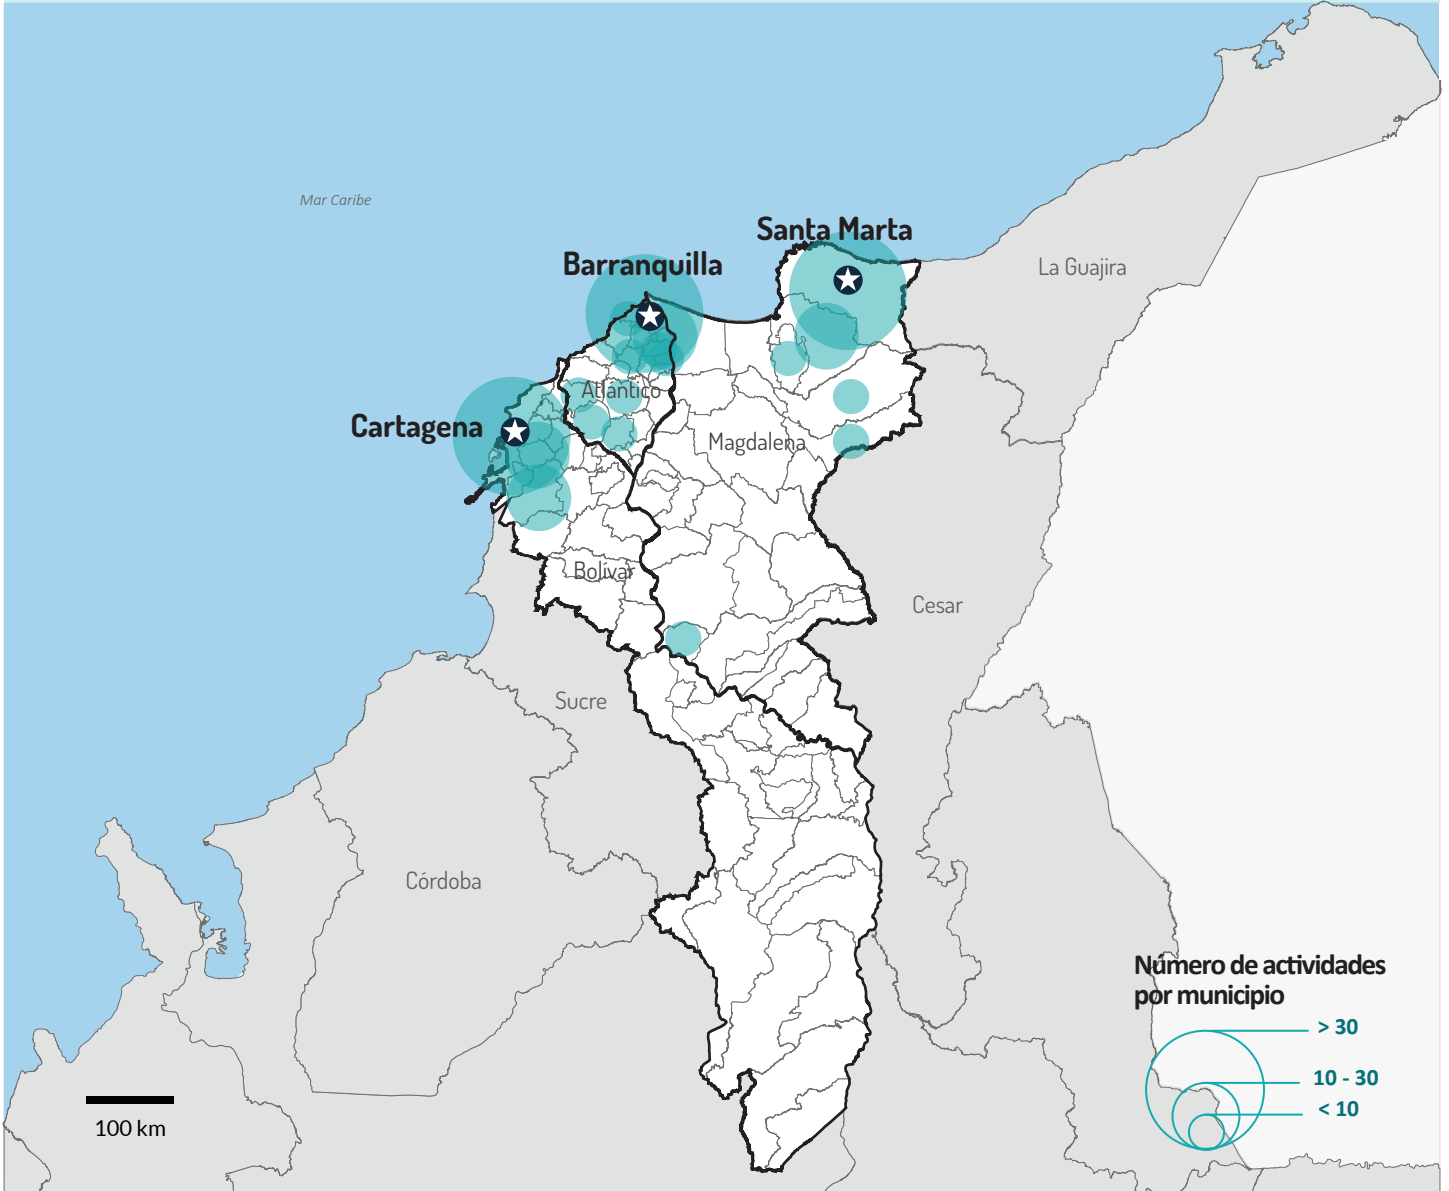 Mar Caribe
Santa Marta
Barranquilla
La Guajira
Atlántico
Cartagena
Magdalena
Bolívar
Cesar
Sucre
Córdoba
Número de actividades
por municipio
> 30
10 - 30
< 10
100 km